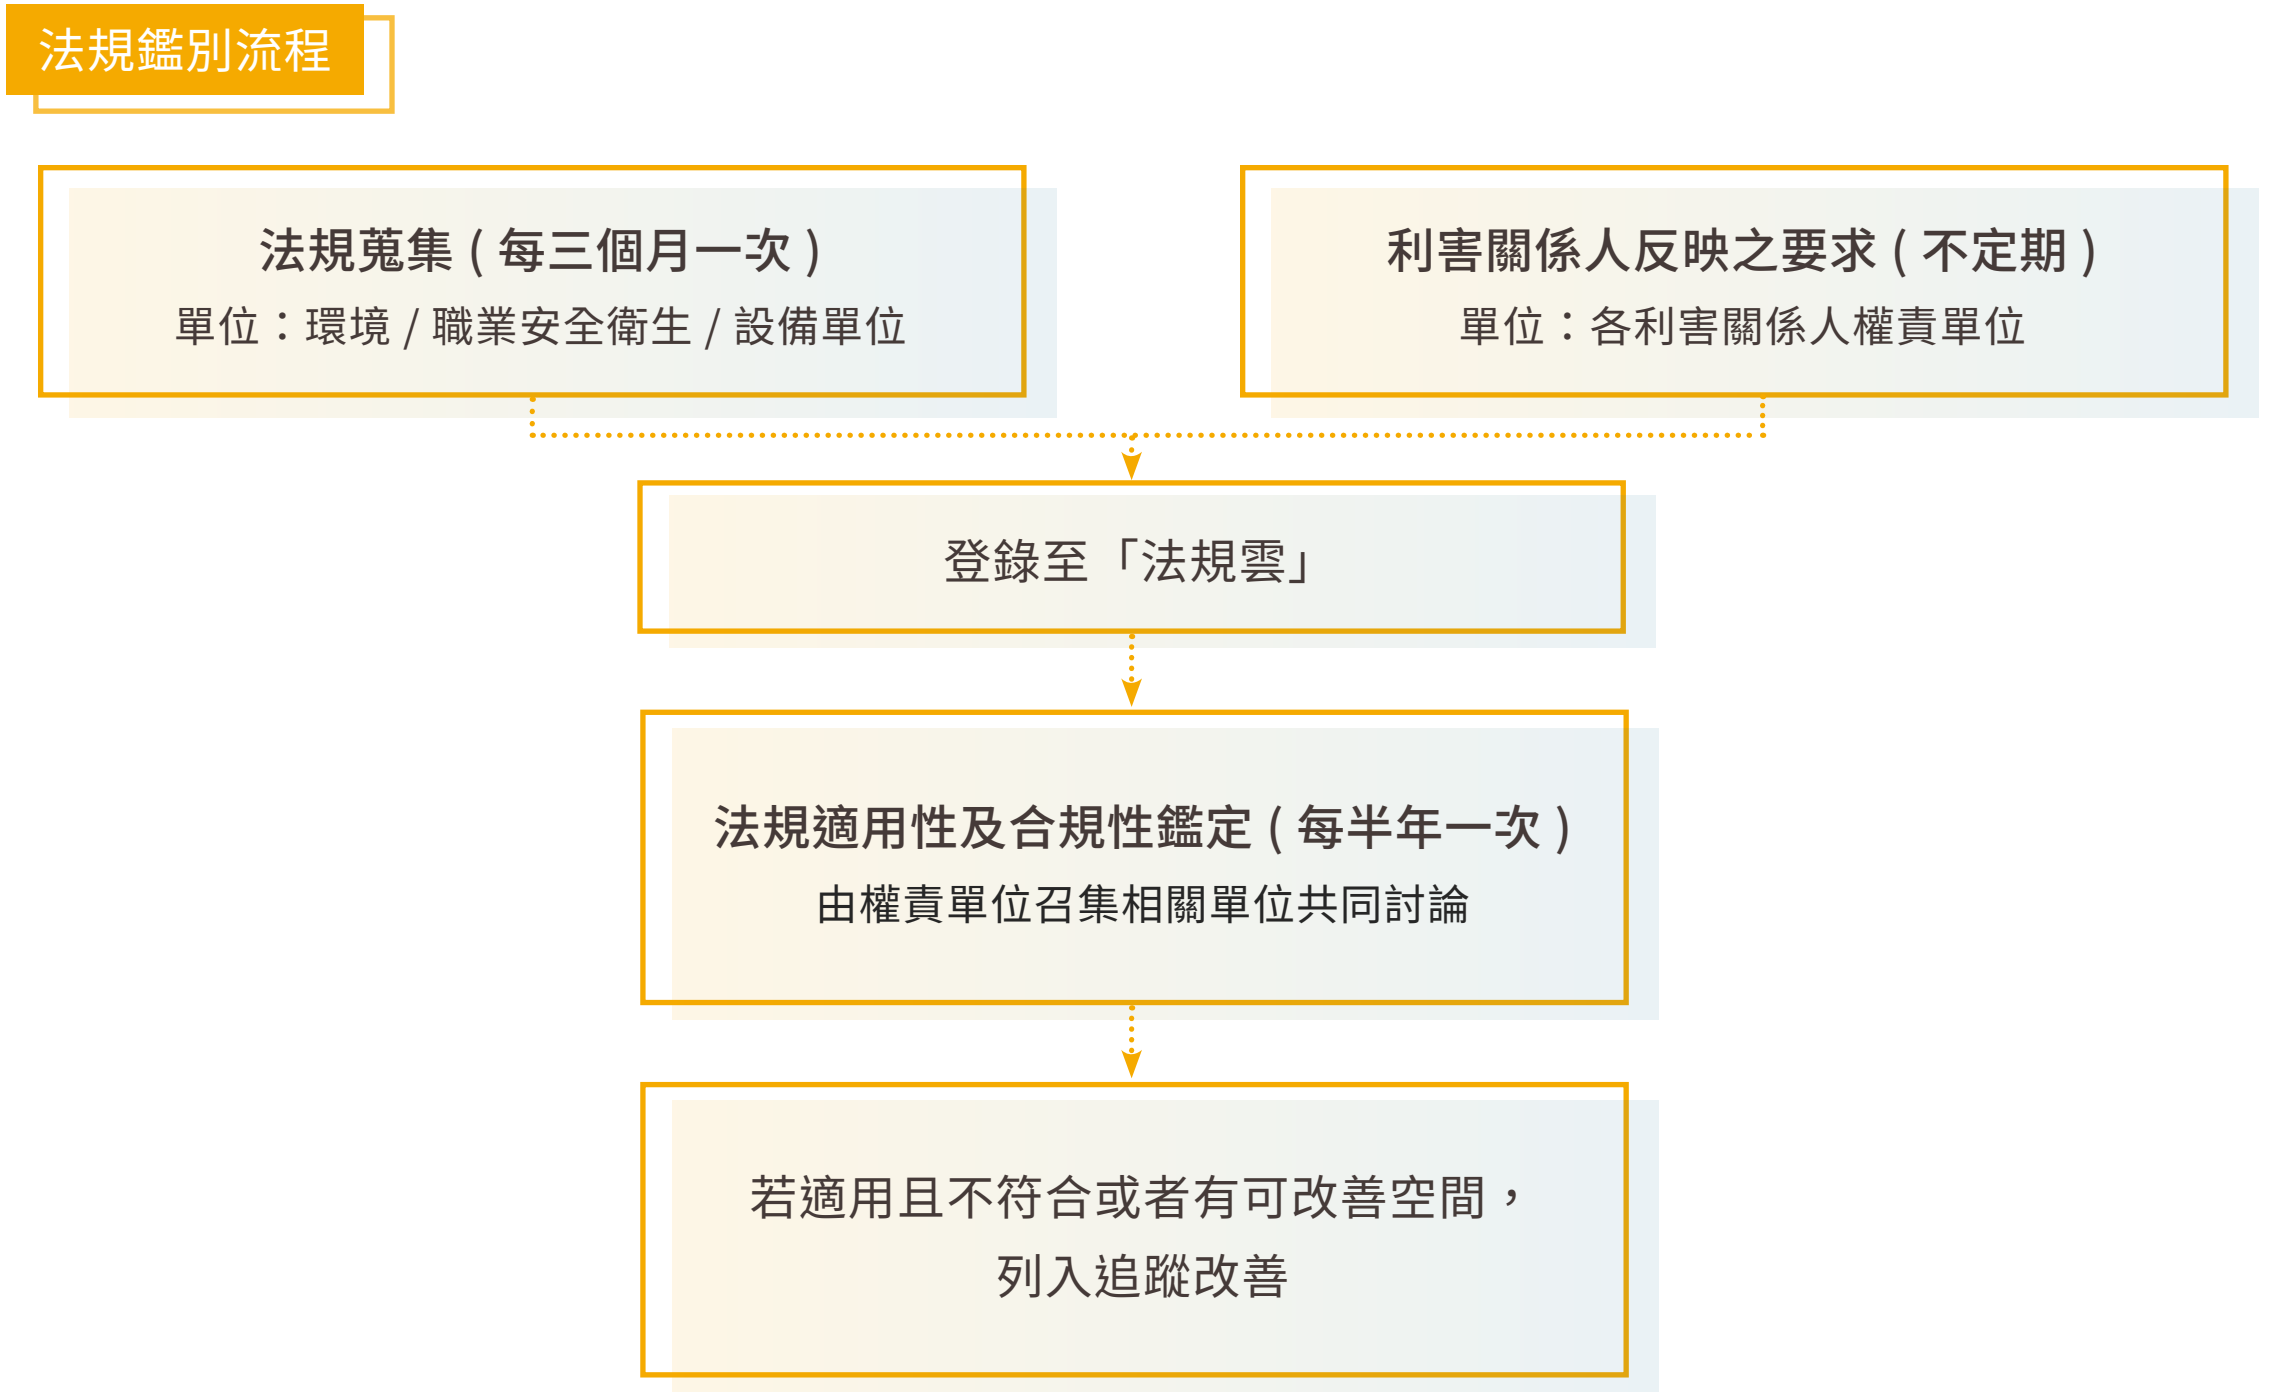 法規鑑別流程
法規蒐集 ( 每三個月一次 )
單位：環境 / 職業安全衛生 / 設備單位
利害關係人反映之要求 ( 不定期 )
單位：各利害關係人權責單位
登錄至「法規雲」
法規適用性及合規性鑑定 ( 每半年一次 )
由權責單位召集相關單位共同討論
若適用且不符合或者有可改善空間，
列入追蹤改善